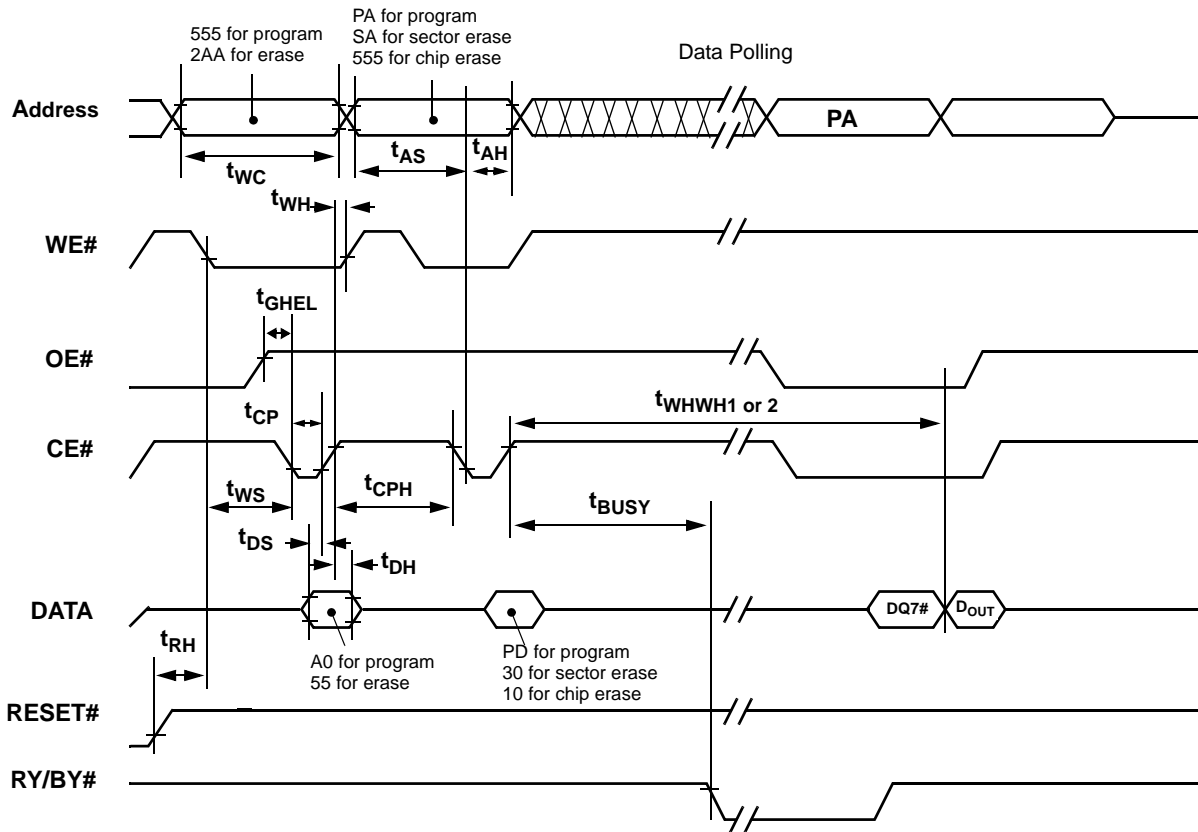 555 for program
2AA for erase
PA for program
SA for sector erase
555 for chip erase
Data Polling
Address
PA
tWC
tAS
tAH
tWH
WE#
tGHEL
OE#
tWHWH1 or 2
tCP
CE#
tWS
tCPH
tBUSY
tDS
tDH
DATA
DQ7#
DOUT
tRH
A0 for program
55 for erase
PD for program
30 for sector erase
10 for chip erase
RESET#
RY/BY#